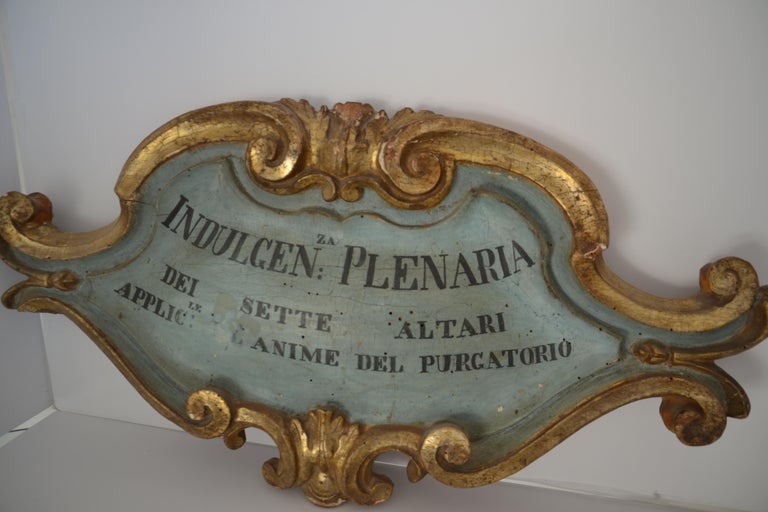 INDULGEN:ZA PLENARIA
DEI SETTE ALTARI
APPLIC:LE ANIME DEL PURGATORIO